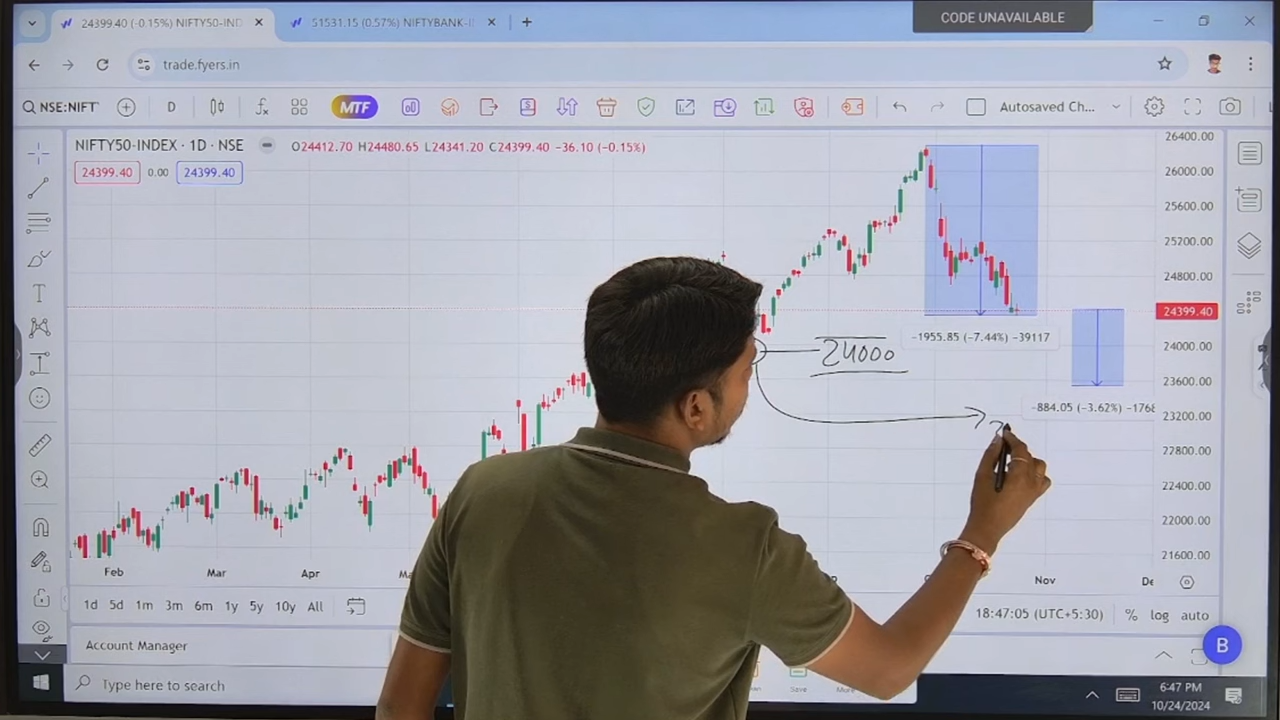 24399.40 (-0.15%) NIFTY50-IND
51531.15 (0.57%) NIFTYBANK-I
CODE UNAVAILABLE
trade.fyers.in
NSE:NIFT
D
MTF
Autosaved Ch...
NIFTY50-INDEX · 1D · NSE
O24412.70 H24480.65 L24341.20 C24399.40 -36.10 (-0.15%)
24399.40 0.00 24399.40
26400.00
26000.00
25600.00
25200.00
24800.00
24399.40
-1955.85 (-7.44%) -39117
24000
24000.00
23600.00
-884.05 (-3.62%) -1768
23200.00
22800.00
22400.00
22000.00
21600.00
Feb Mar Apr Ma Nov De
1d 5d 1m 3m 6m 1y 5y 10y All
18:47:05 (UTC+5:30) % log auto
Account Manager
B
Type here to search
Save
More
6:47 PM
10/24/2024